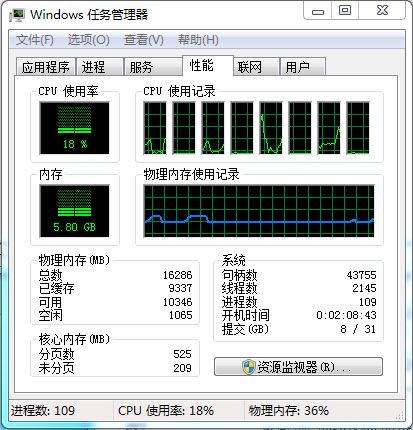 Windows 任务管理器
文件(F) 选项(O) 查看(V) 帮助(H)
应用程序 进程 服务 性能 联网 用户
CPU 使用率 CPU 使用记录
18 %
内存 物理内存使用记录
5.80 GB
物理内存(MB) 系统
总数 16286 句柄数 43755
已缓存 9337 线程数 2145
可用 10346 进程数 109
空闲 1065 开机时间 0:02:08:43
提交(GB) 8 / 31
核心内存(MB)
分页数 525
未分页 209 资源监视器(R)...
进程数: 109 CPU 使用率: 18% 物理内存: 36%